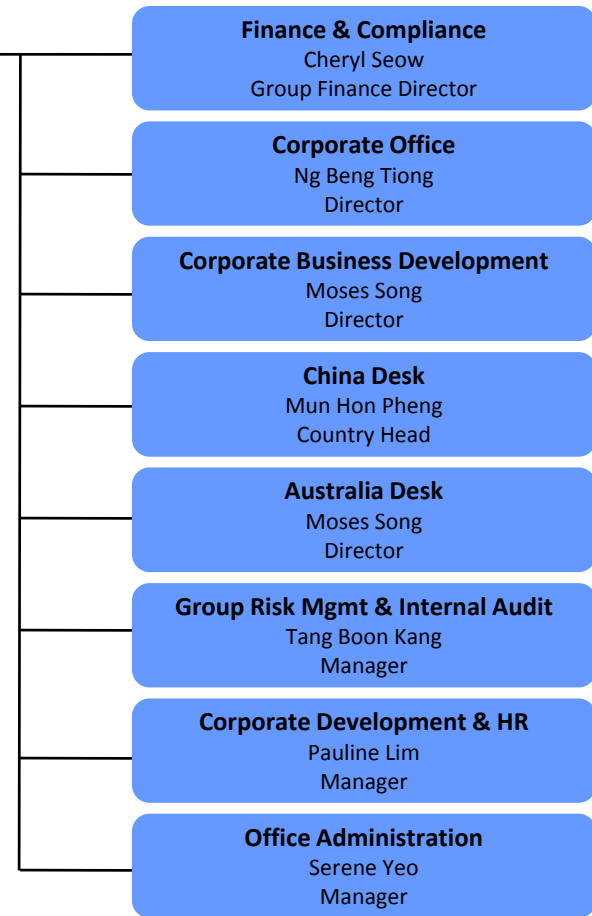 Finance & Compliance
Cheryl Seow
Group Finance Director
Corporate Office
Ng Beng Tiong
Director
Corporate Business Development
Moses Song
Director
China Desk
Mun Hon Pheng
Country Head
Australia Desk
Moses Song
Director
Group Risk Mgmt & Internal Audit
Tang Boon Kang
Manager
Corporate Development & HR
Pauline Lim
Manager
Office Administration
Serene Yeo
Manager